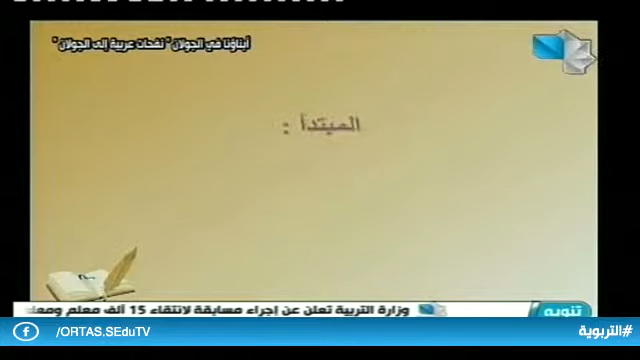 أبناؤنا في الجولان " نفحات عربية إلى الجولان "
المبتدأ :
تنويه
وزارة التربية تعلن عن إجراء مسابقة لانتقاء 15 ألف معلم ومعلم
#التربوية
/ORTAS.SEduTV